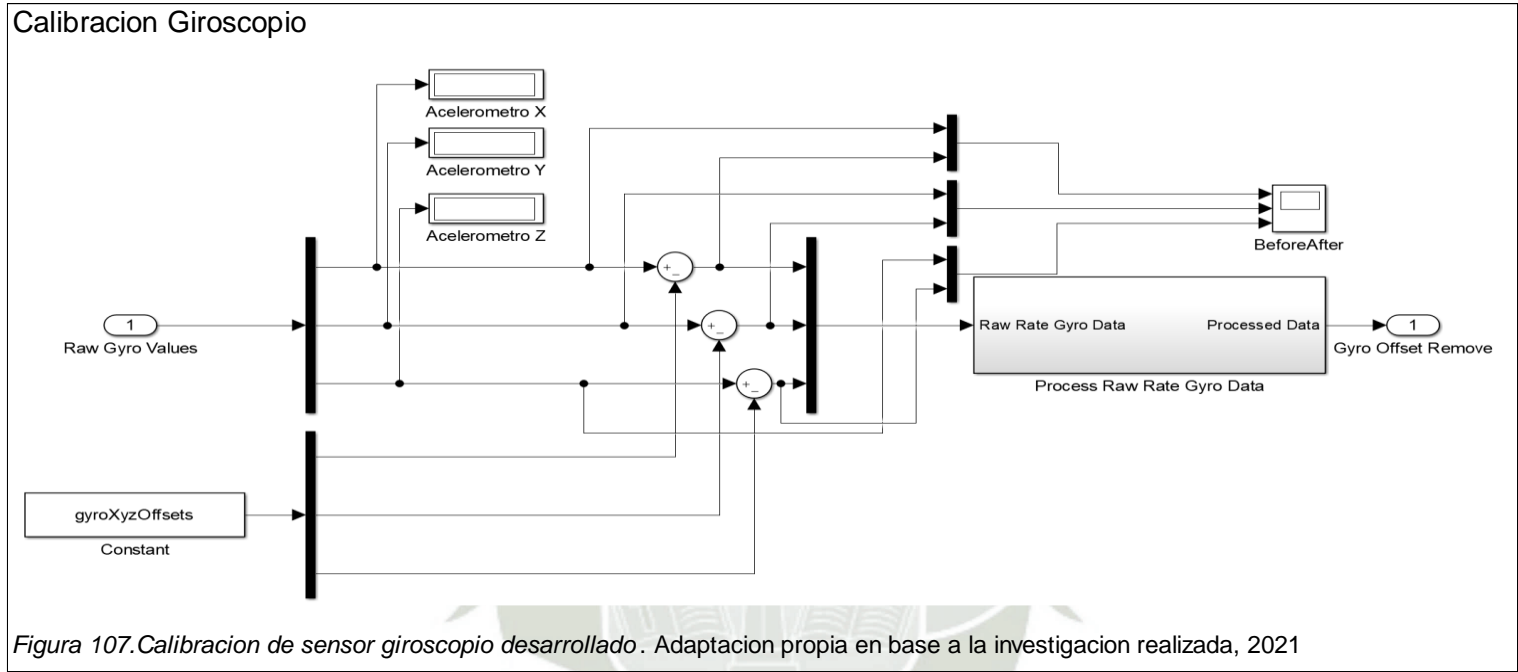 Calibracion Giroscopio
Acelerometro X
Acelerometro Y
Acelerometro Z
BeforeAfter
1
Raw Gyro Values
+
_
+
_
+
_
Raw Rate Gyro Data
Processed Data
Process Raw Rate Gyro Data
1
Gyro Offset Remove
gyroXyzOffsets
Constant
Figura 107.Calibracion de sensor giroscopio desarrollado. Adaptacion propia en base a la investigacion realizada, 2021